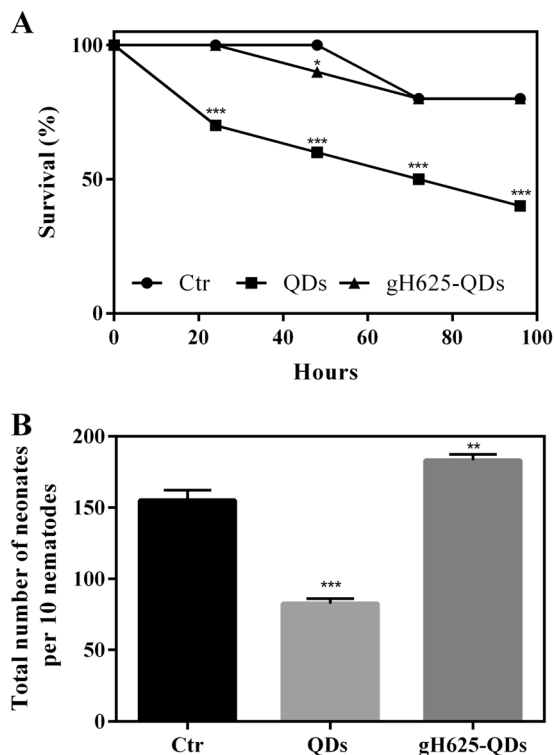 A
Survival (%)
100
50
0
*
***
***
***
***
Ctr QDs gH625-QDs
0 20 40 60 80 100
Hours
B
Total number of neonates
per 10 nematodes
200
150
100
50
0
***
**
Ctr QDs gH625-QDs